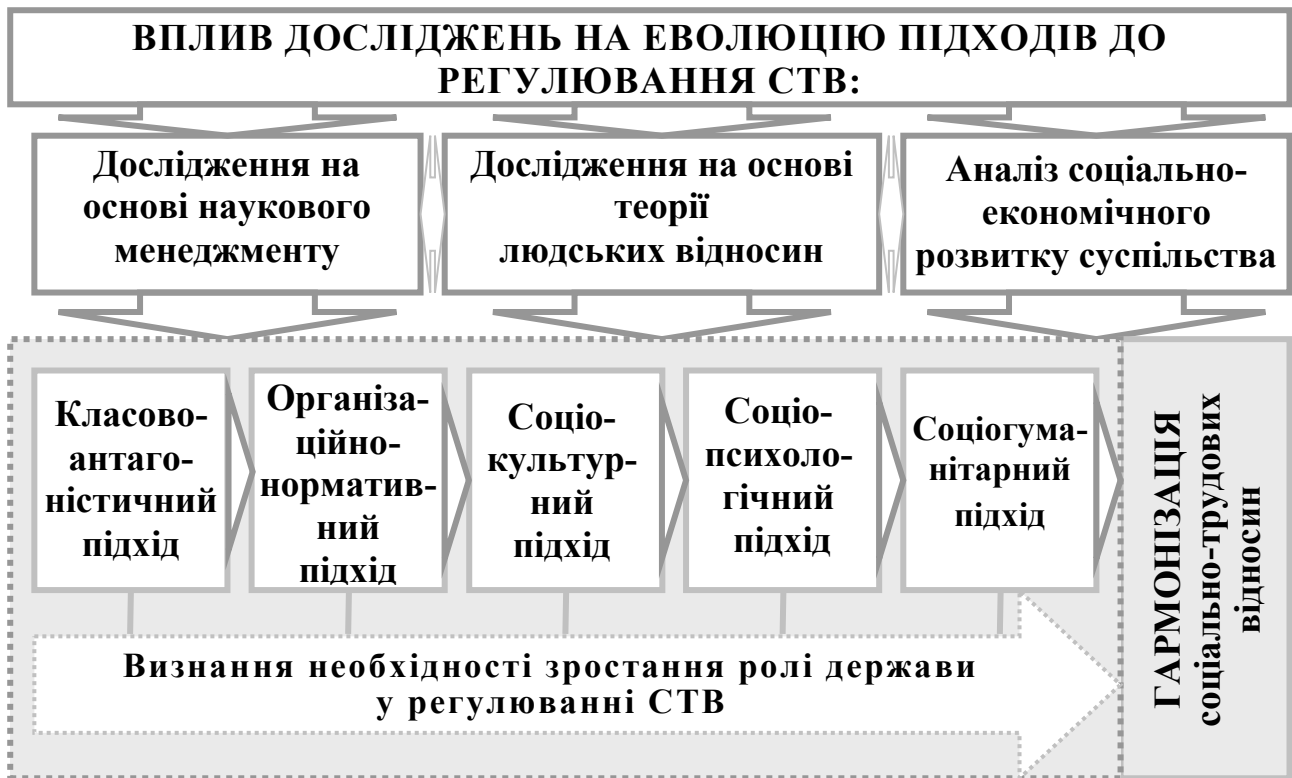 ВПЛИВ ДОСЛІДЖЕНЬ НА ЕВОЛЮЦІЮ ПІДХОДІВ ДО
РЕГУЛЮВАННЯ СТВ:
Дослідження на
основі наукового
менеджменту
Дослідження на основі
теорії
людських відносин
Аналіз соціально-
економічного
розвитку суспільства
Класово-
антаго-
ністичний
підхід
Організа-
ційно-
норматив-
ний
підхід
Соціо-
культур-
ний
підхід
Соціо-
психоло-
гічний
підхід
Соціогума-
нітарний
підхід
Визнання необхідності зростання ролі держави
у регулюванні СТВ
ГАРМОНІЗАЦІЯ
соціально-трудових
відносин